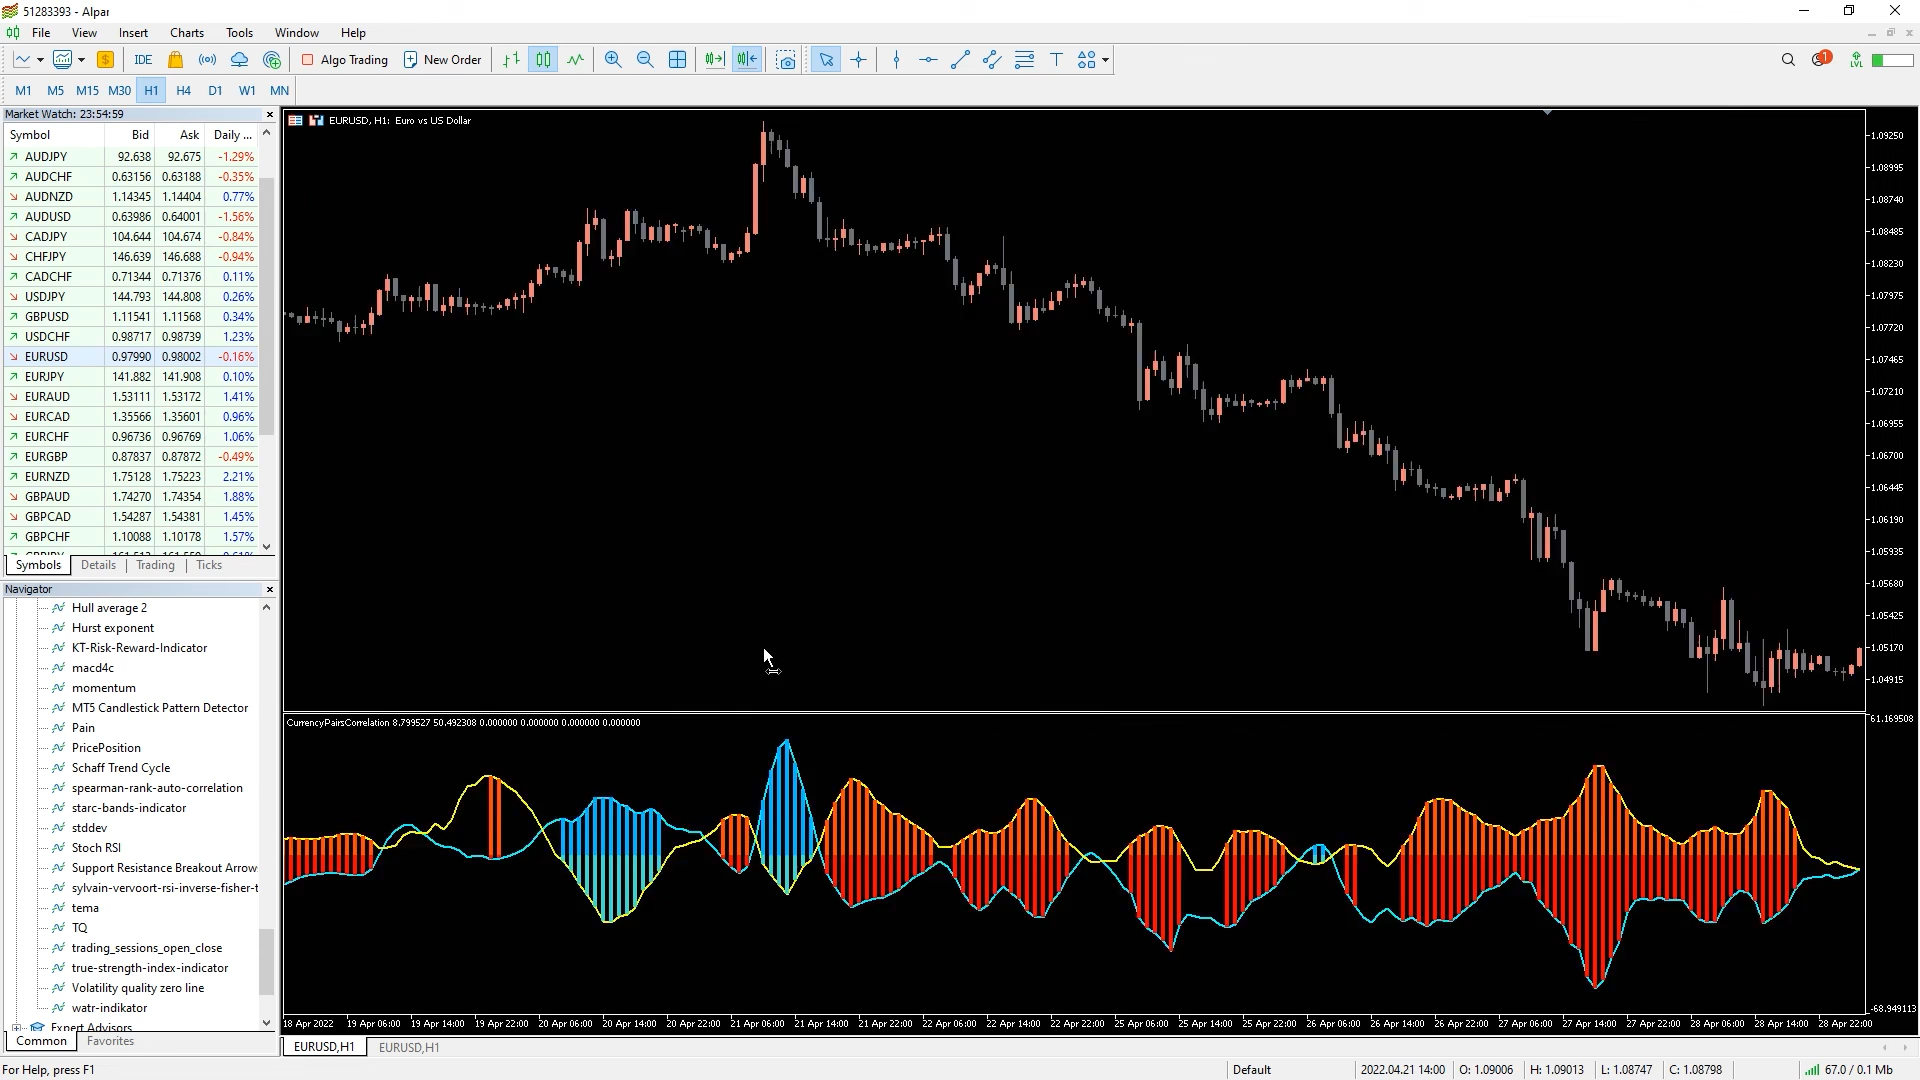 51283393 - Alpar
File View Insert Charts Tools Window Help
IDE Algo Trading New Order 1 LVL
M1 M5 M15 M30 H1 H4 D1 W1 MN
Market Watch: 23:54:59
Symbol Bid Ask Daily ...
AUDJPY 92.638 92.675 -1.29%
AUDCHF 0.63156 0.63188 -0.35%
AUDNZD 1.14345 1.14404 0.77%
AUDUSD 0.63986 0.64001 -1.56%
CADJPY 104.644 104.674 -0.84%
CHFJPY 146.639 146.688 -0.94%
CADCHF 0.71344 0.71376 0.11%
USDJPY 144.793 144.808 0.26%
GBPUSD 1.11541 1.11568 0.34%
USDCHF 0.98717 0.98739 1.23%
EURUSD 0.97990 0.98002 -0.16%
EURJPY 141.882 141.908 0.10%
EURAUD 1.53111 1.53172 1.41%
EURCAD 1.35566 1.35601 0.96%
EURCHF 0.96736 0.96769 1.06%
EURGBP 0.87837 0.87872 -0.49%
EURNZD 1.75128 1.75223 2.21%
GBPAUD 1.74270 1.74354 1.88%
GBPCAD 1.54287 1.54381 1.45%
GBPCHF 1.10088 1.10178 1.57%
Symbols Details Trading Ticks
Navigator
Hull average 2
Hurst exponent
KT-Risk-Reward-Indicator
macd4c
momentum
MT5 Candlestick Pattern Detector
Pain
PricePosition
Schaff Trend Cycle
spearman-rank-auto-correlation
starc-bands-indicator
stddev
Stoch RSI
Support Resistance Breakout Arrow
sylvain-vervoort-rsi-inverse-fisher-t
tema
TQ
trading_sessions_open_close
true-strength-index-indicator
Volatility quality zero line
watr-indikator
Expert Advisors
Common Favorites
EURUSD, H1: Euro vs US Dollar
1.09250
1.08995
1.08740
1.08485
1.08230
1.07975
1.07720
1.07465
1.07210
1.06955
1.06700
1.06445
1.06190
1.05935
1.05680
1.05425
1.05170
1.04915
CurrencyPairsCorrelation 8.799527 50.492308 0.000000 0.000000 0.000000 0.000000
61.169508
-68.949113
18 Apr 2022 19 Apr 06:00 19 Apr 14:00 19 Apr 22:00 20 Apr 06:00 20 Apr 14:00 20 Apr 22:00 21 Apr 06:00 21 Apr 14:00 21 Apr 22:00 22 Apr 06:00 22 Apr 14:00 22 Apr 22:00 25 Apr 06:00 25 Apr 14:00 25 Apr 22:00 26 Apr 06:00 26 Apr 14:00 26 Apr 22:00 27 Apr 06:00 27 Apr 14:00 27 Apr 22:00 28 Apr 06:00 28 Apr 14:00 28 Apr 22:00
EURUSD,H1 EURUSD,H1
For Help, press F1 Default 2022.04.21 14:00 O: 1.09006 H: 1.09013 L: 1.08747 C: 1.08798 67.0 / 0.1 Mb